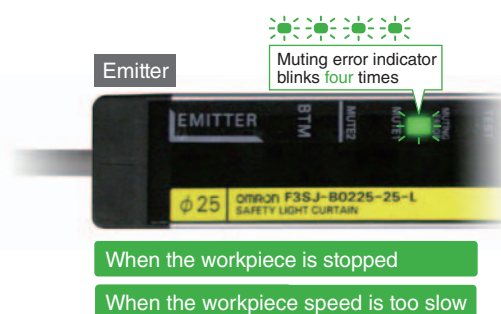 Emitter
Muting error indicator
blinks four times
EMITTER
BTM
MUTE2
MUTE1
ø 25
OMRON F3SJ-B0225-25-L
SAFETY LIGHT CURTAIN
When the workpiece is stopped
When the workpiece speed is too slow